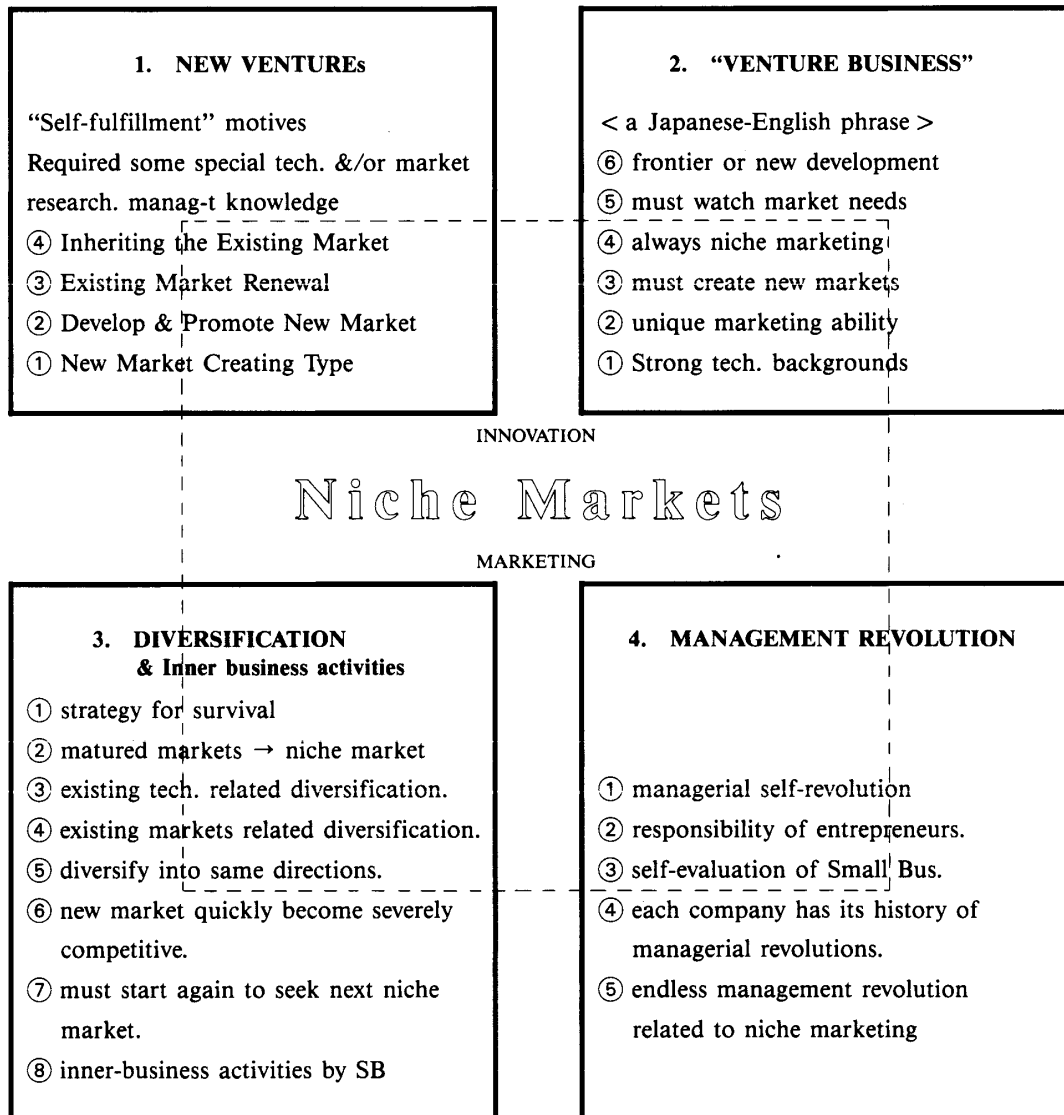 1. NEW VENTUREs
“Self-fulfillment” motives
Required some special tech. &/or market
research. manag-t knowledge
④ Inheriting the Existing Market
③ Existing Market Renewal
② Develop & Promote New Market
① New Market Creating Type
2. “VENTURE BUSINESS”
< a Japanese-English phrase >
⑥ frontier or new development
⑤ must watch market needs
④ always niche marketing
③ must create new markets
② unique marketing ability
① Strong tech. backgrounds
INNOVATION
Niche Markets
MARKETING
3. DIVERSIFICATION
& Inner business activities
① strategy for survival
② matured markets → niche market
③ existing tech. related diversification.
④ existing markets related diversification.
⑤ diversify into same directions.
⑥ new market quickly become severely
competitive.
⑦ must start again to seek next niche
market.
⑧ inner-business activities by SB
4. MANAGEMENT REVOLUTION
① managerial self-revolution
② responsibility of entrepreneurs.
③ self-evaluation of Small Bus.
④ each company has its history of
managerial revolutions.
⑤ endless management revolution
related to niche marketing